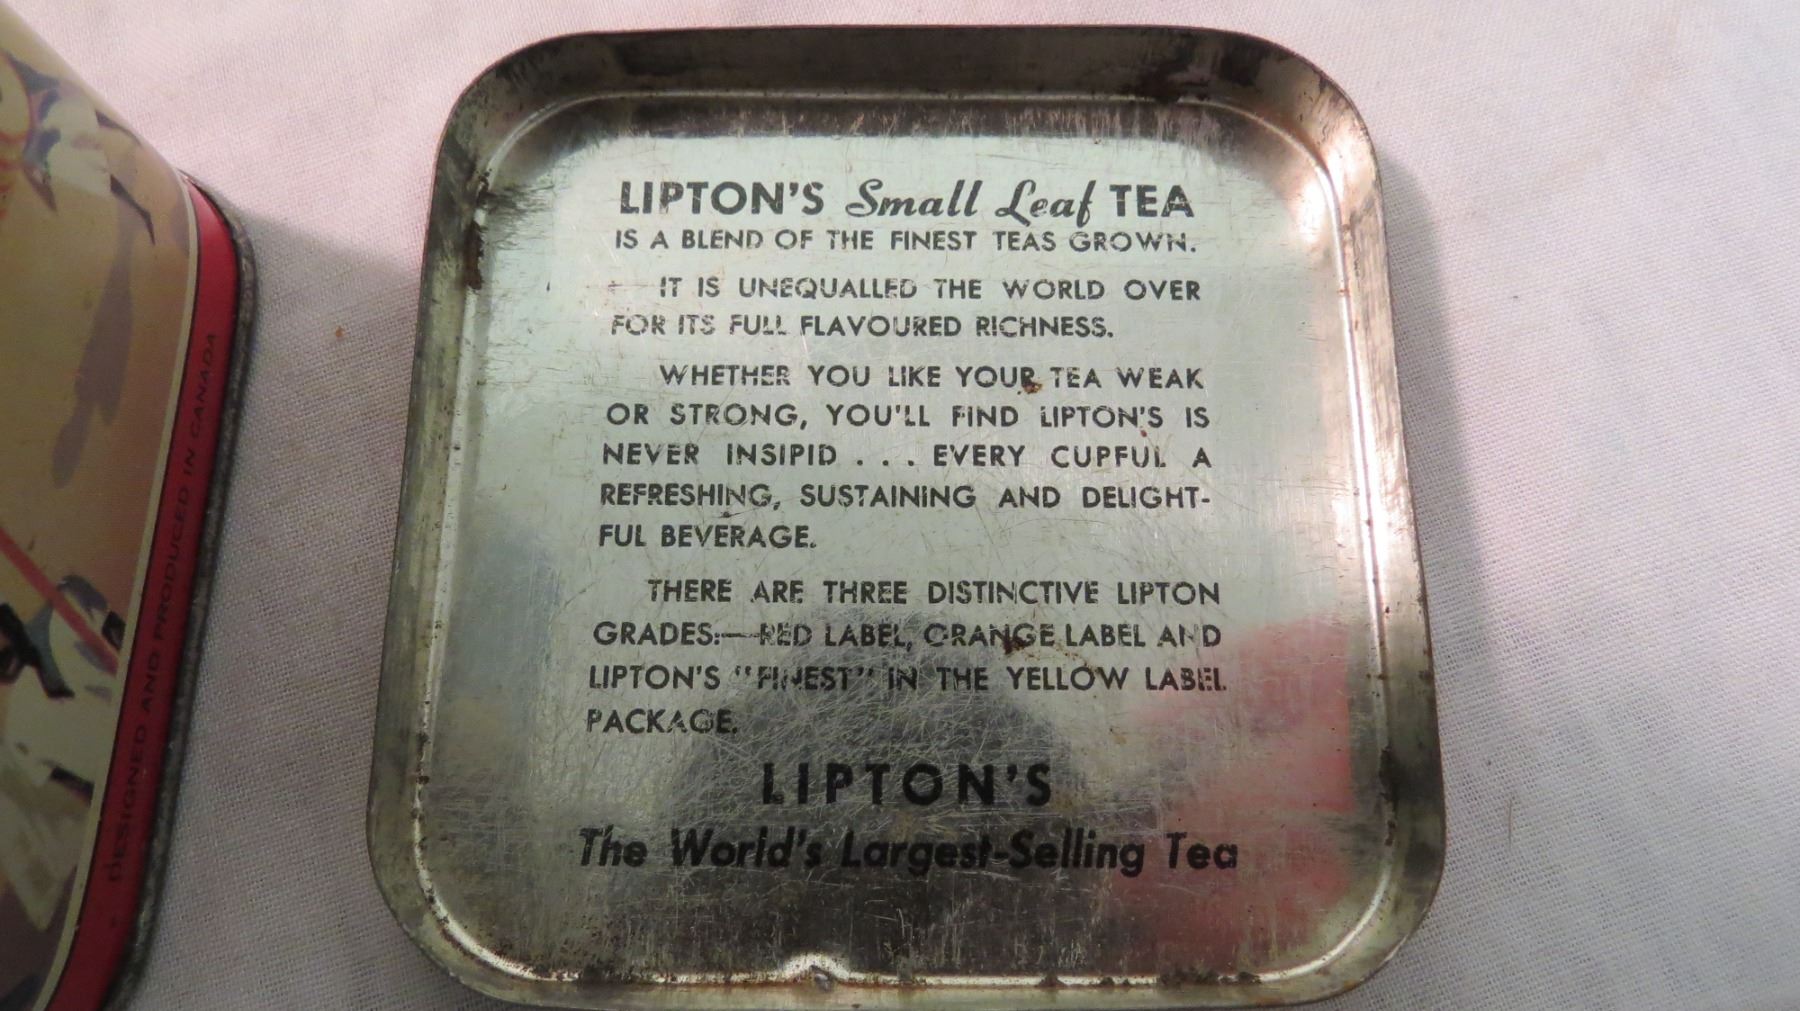 LIPTON'S Small Leaf TEA
IS A BLEND OF THE FINEST TEAS GROWN.
IT IS UNEQUALLED THE WORLD OVER
FOR ITS FULL FLAVOURED RICHNESS.
WHETHER YOU LIKE YOUR TEA WEAK
OR STRONG, YOU'LL FIND LIPTON'S IS
NEVER INSIPID . . . EVERY CUPFUL A
REFRESHING, SUSTAINING AND DELIGHT-
FUL BEVERAGE.
THERE ARE THREE DISTINCTIVE LIPTON
GRADES:—RED LABEL, ORANGE LABEL AND
LIPTON'S "FINEST" IN THE YELLOW LABEL
PACKAGE.
LIPTON'S
The World's Largest-Selling Tea
DESIGNED AND PRODUCED IN CANADA